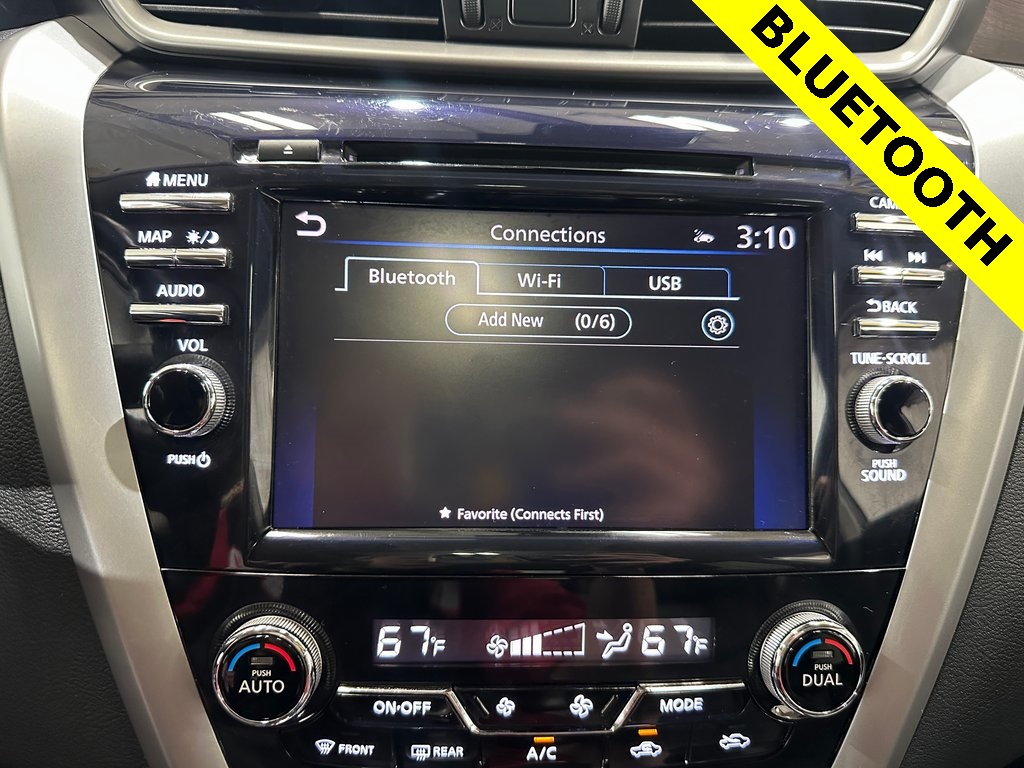 BLUETOOTH
MENU
MAP
AUDIO
VOL
PUSH
Connections
3:10
Bluetooth
Wi-Fi
USB
Add New (0/6)
Favorite (Connects First)
BACK
TUNE-SCROLL
PUSH
SOUND
67°F
67°F
PUSH
AUTO
ON·OFF
MODE
PUSH
DUAL
FRONT
REAR
A/C